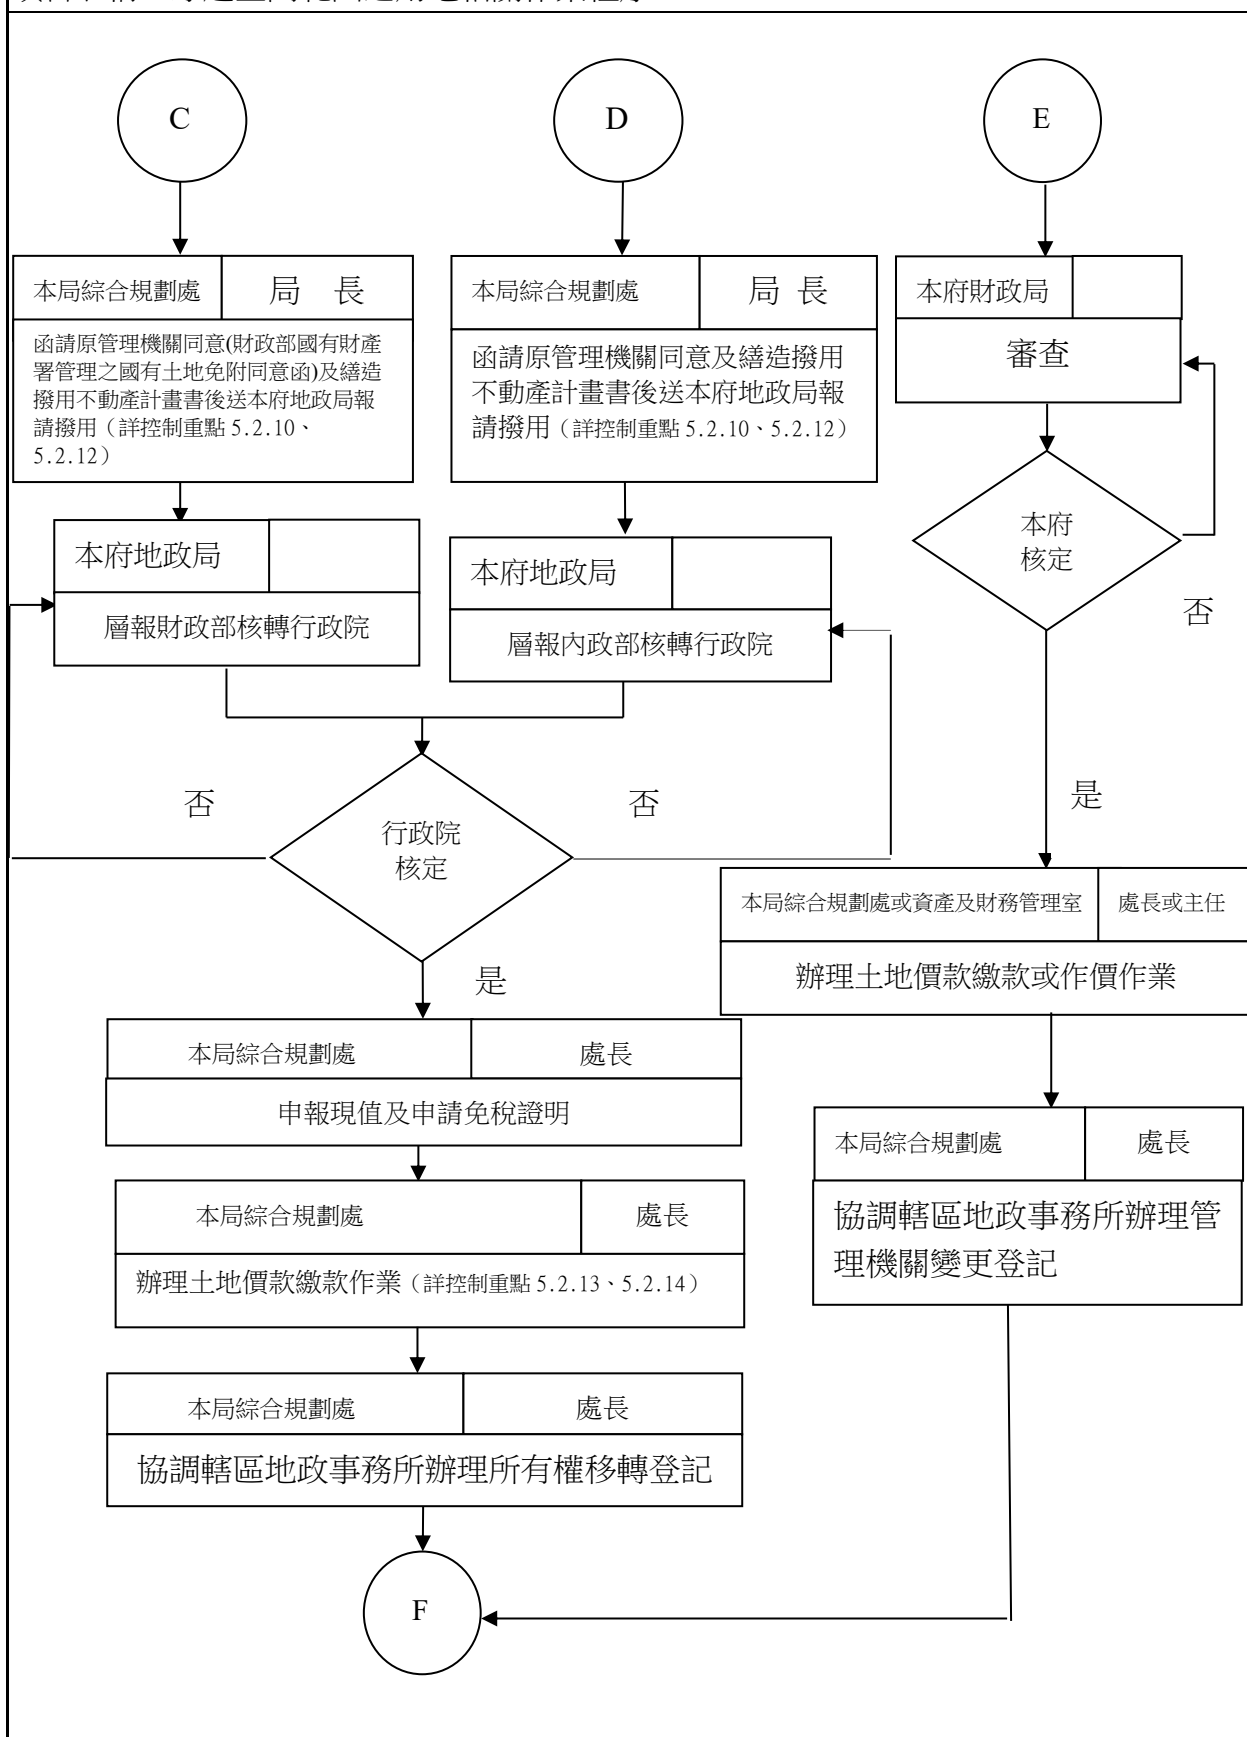 C
D
E
本局綜合規劃處
局 長
函請原管理機關同意(財政部國有財產
署管理之國有土地免附同意函)及繕造
撥用不動產計畫書後送本府地政局報
請撥用（詳控制重點 5.2.10、
5.2.12）
本局綜合規劃處
局 長
函請原管理機關同意及繕造撥用
不動產計畫書後送本府地政局報
請撥用（詳控制重點 5.2.10、5.2.12）
本府財政局
審查
本府地政局
層報財政部核轉行政院
本府地政局
層報內政部核轉行政院
本府
核定
否
是
否
行政院
核定
否
是
本局綜合規劃處或資產及財務管理室
處長或主任
辦理土地價款繳款或作價作業
本局綜合規劃處
處長
申報現值及申請免稅證明
本局綜合規劃處
處長
協調轄區地政事務所辦理管
理機關變更登記
本局綜合規劃處
處長
辦理土地價款繳款作業（詳控制重點 5.2.13、5.2.14）
本局綜合規劃處
處長
協調轄區地政事務所辦理所有權移轉登記
F